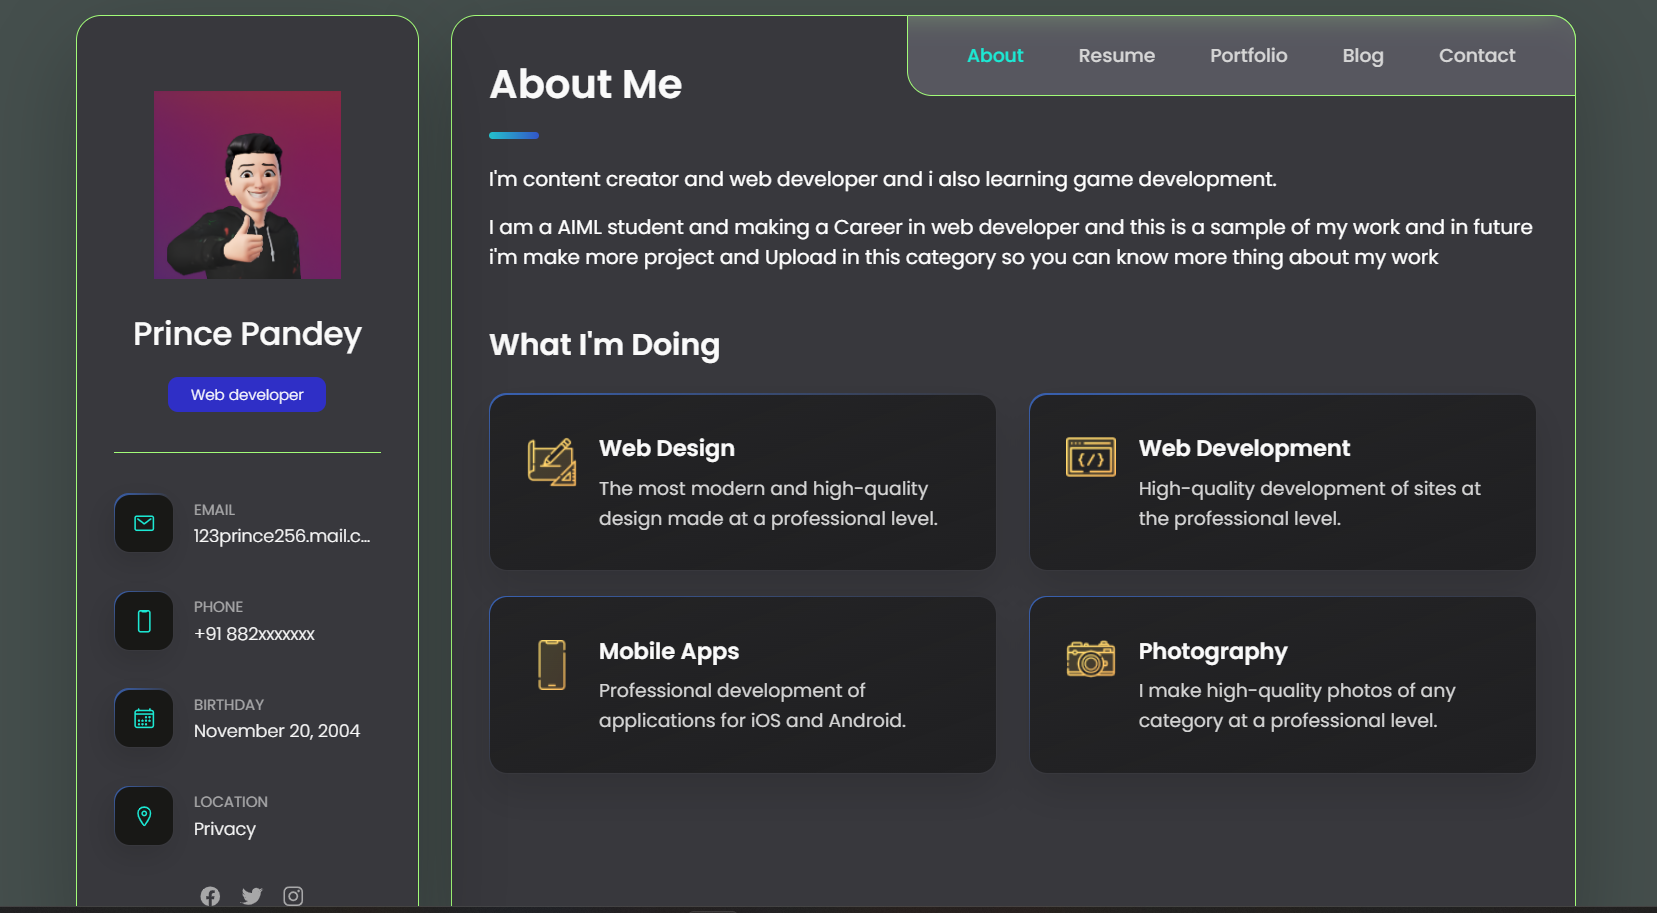 Prince Pandey
Web developer
EMAIL
123prince256.mail.c...
PHONE
+91 882xxxxxxx
BIRTHDAY
November 20, 2004
LOCATION
Privacy
About Resume Portfolio Blog Contact
About Me
I'm content creator and web developer and i also learning game development.
I am a AIML student and making a Career in web developer and this is a sample of my work and in future
i'm make more project and Upload in this category so you can know more thing about my work
What I'm Doing
Web Design
The most modern and high-quality
design made at a professional level.
Web Development
High-quality development of sites at
the professional level.
Mobile Apps
Professional development of
applications for iOS and Android.
Photography
I make high-quality photos of any
category at a professional level.